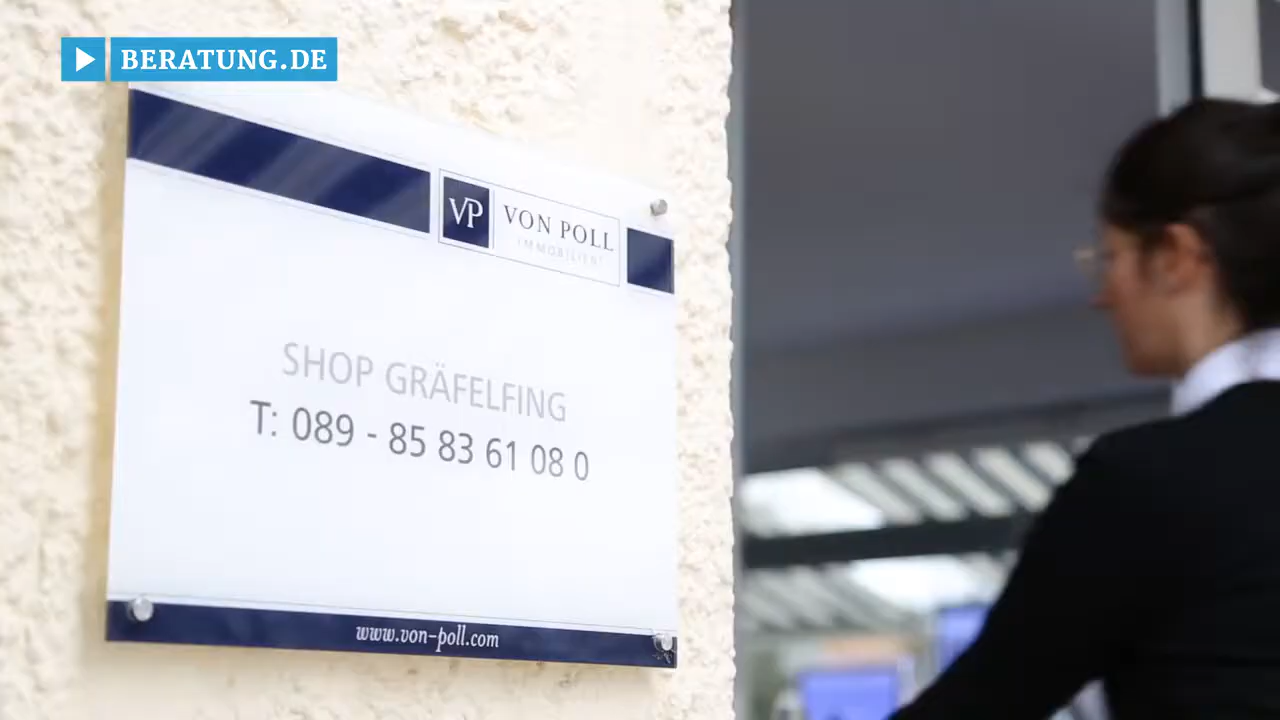 BERATUNG.DE
VP VON POLL
IMMOBILIEN
SHOP GRÄFELFING
T: 089 - 85 83 61 08 0
www.von-poll.com